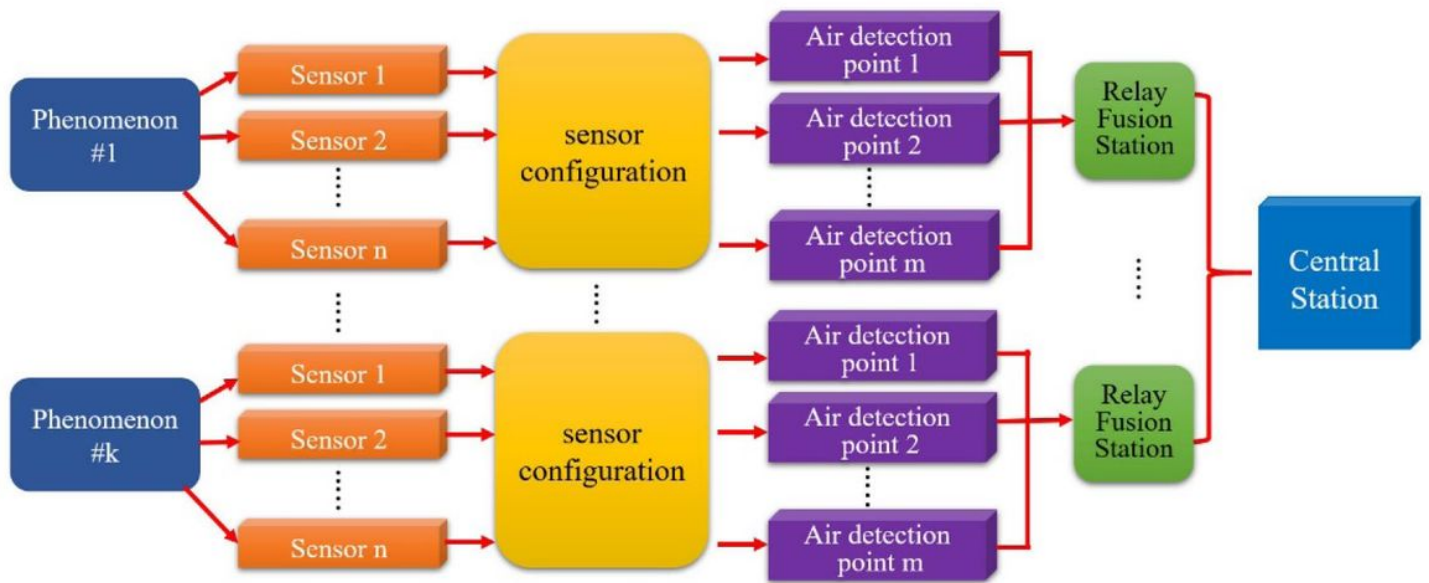 Phenomenon
#1
Sensor 1
Sensor 2
Sensor n
sensor
configuration
Air detection
point 1
Air detection
point 2
Air detection
point m
Relay
Fusion
Station
Phenomenon
#k
Sensor 1
Sensor 2
Sensor n
sensor
configuration
Air detection
point 1
Air detection
point 2
Air detection
point m
Relay
Fusion
Station
Central
Station